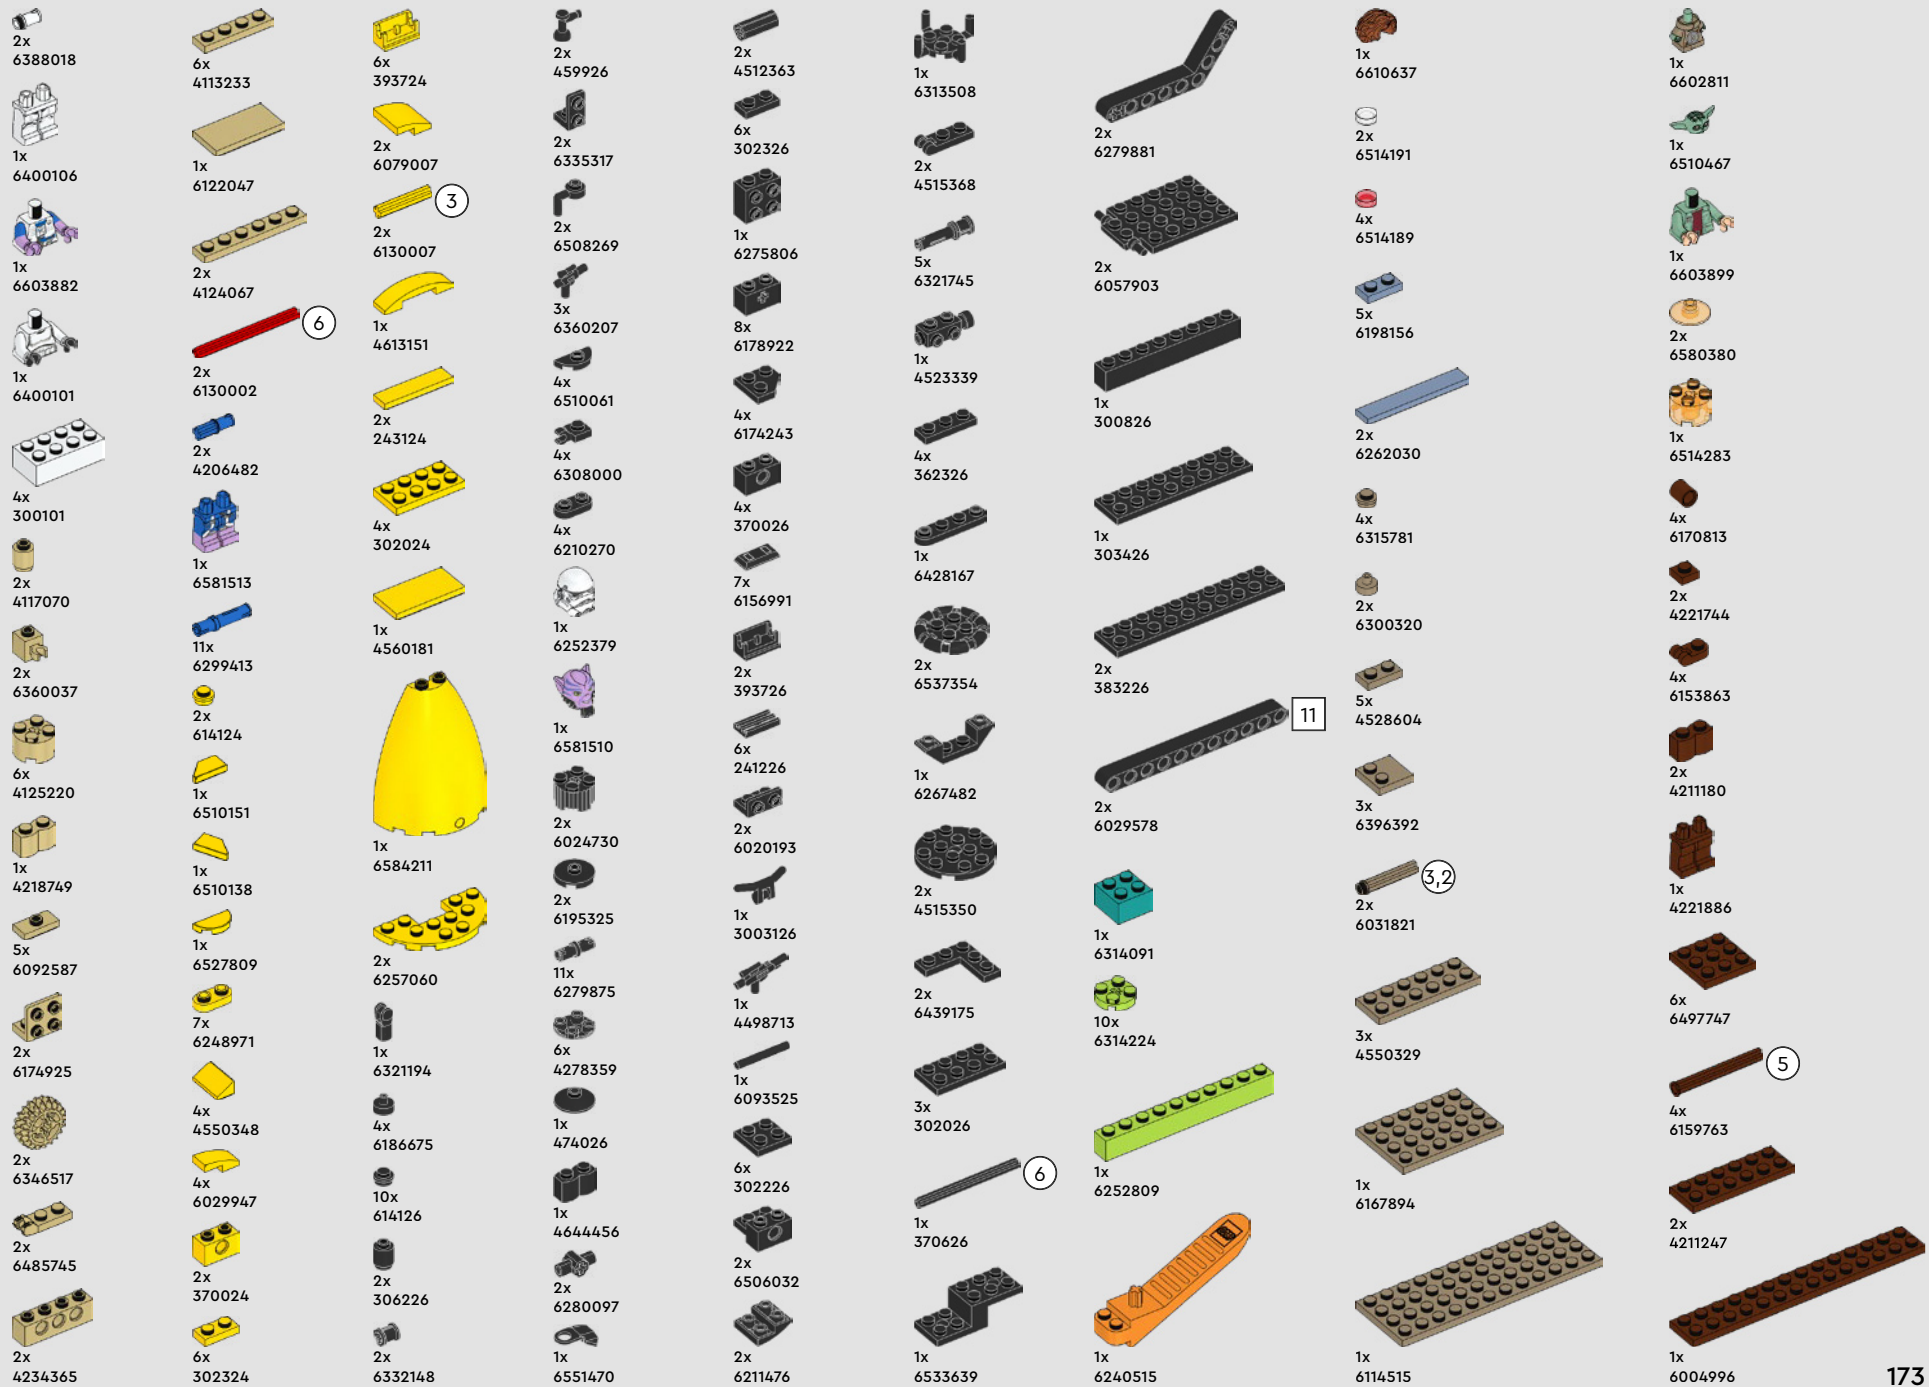 2x
6388018
1x
6400106
1x
6603882
1x
6400101
4x
300101
2x
4117070
2x
6360037
6x
4125220
1x
4218749
5x
6092587
2x
6174925
2x
6346517
2x
6485745
2x
4234365
6x
4113233
1x
6122047
2x
4124067
6
2x
6130002
2x
4206482
1x
6581513
11x
6299413
2x
614124
1x
6510151
1x
6510138
1x
6527809
7x
6248971
4x
4550348
4x
6029947
2x
370024
6x
302324
6x
393724
2x
6079007
3
2x
6130007
1x
4613151
2x
243124
4x
302024
1x
4560181
1x
6584211
2x
6257060
1x
6321194
4x
6186675
10x
614126
2x
306226
2x
6332148
2x
459926
2x
6335317
2x
6508269
3x
6360207
4x
6510061
4x
6308000
4x
6210270
1x
6252379
1x
6581510
2x
6024730
2x
6195325
11x
6279875
6x
4278359
1x
474026
1x
4644456
2x
6280097
1x
6551470
2x
4512363
6x
302326
1x
6275806
8x
6178922
4x
6174243
4x
370026
7x
6156991
2x
393726
6x
241226
2x
6020193
1x
3003126
1x
4498713
1x
6093525
6x
302226
2x
6506032
2x
6211476
1x
6313508
2x
4515368
5x
6321745
1x
4523339
4x
362326
1x
6428167
2x
6537354
1x
6267482
2x
4515350
2x
6439175
3x
302026
6
1x
370626
1x
6533639
2x
6279881
2x
6057903
1x
300826
1x
303426
2x
383226
11
2x
6029578
1x
6314091
10x
6314224
1x
6252809
1x
6240515
1x
6610637
2x
6514191
4x
6514189
5x
6198156
2x
6262030
4x
6315781
2x
6300320
5x
4528604
3x
6396392
3,2
2x
6031821
3x
4550329
1x
6167894
1x
6114515
1x
6602811
1x
6510467
1x
6603899
2x
6580380
1x
6514283
4x
6170813
2x
4221744
4x
6153863
2x
4211180
1x
4221886
6x
6497747
5
4x
6159763
2x
4211247
1x
6004996
173